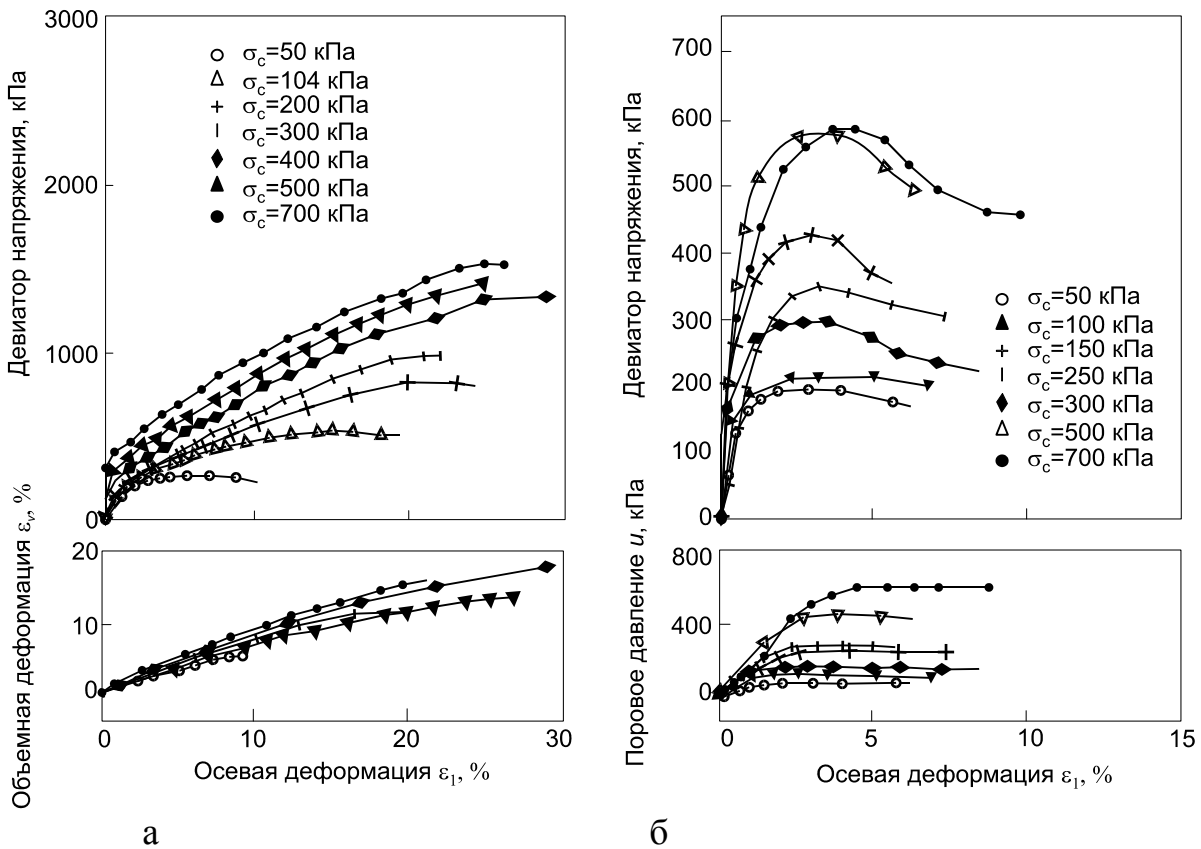 Девиатор напряжения, кПа
3000
2000
1000
0
σc=50 кПа
σc=104 кПа
σc=200 кПа
σc=300 кПа
σc=400 кПа
σc=500 кПа
σc=700 кПа
Объемная деформация εv, %
20
10
0
0
10
20
30
Осевая деформация ε1, %
а
Девиатор напряжения, кПа
700
600
500
400
300
200
100
0
σc=50 кПа
σc=100 кПа
σc=150 кПа
σc=250 кПа
σc=300 кПа
σc=500 кПа
σc=700 кПа
Поровое давление u, кПа
800
400
0
0
5
10
15
Осевая деформация ε1, %
б